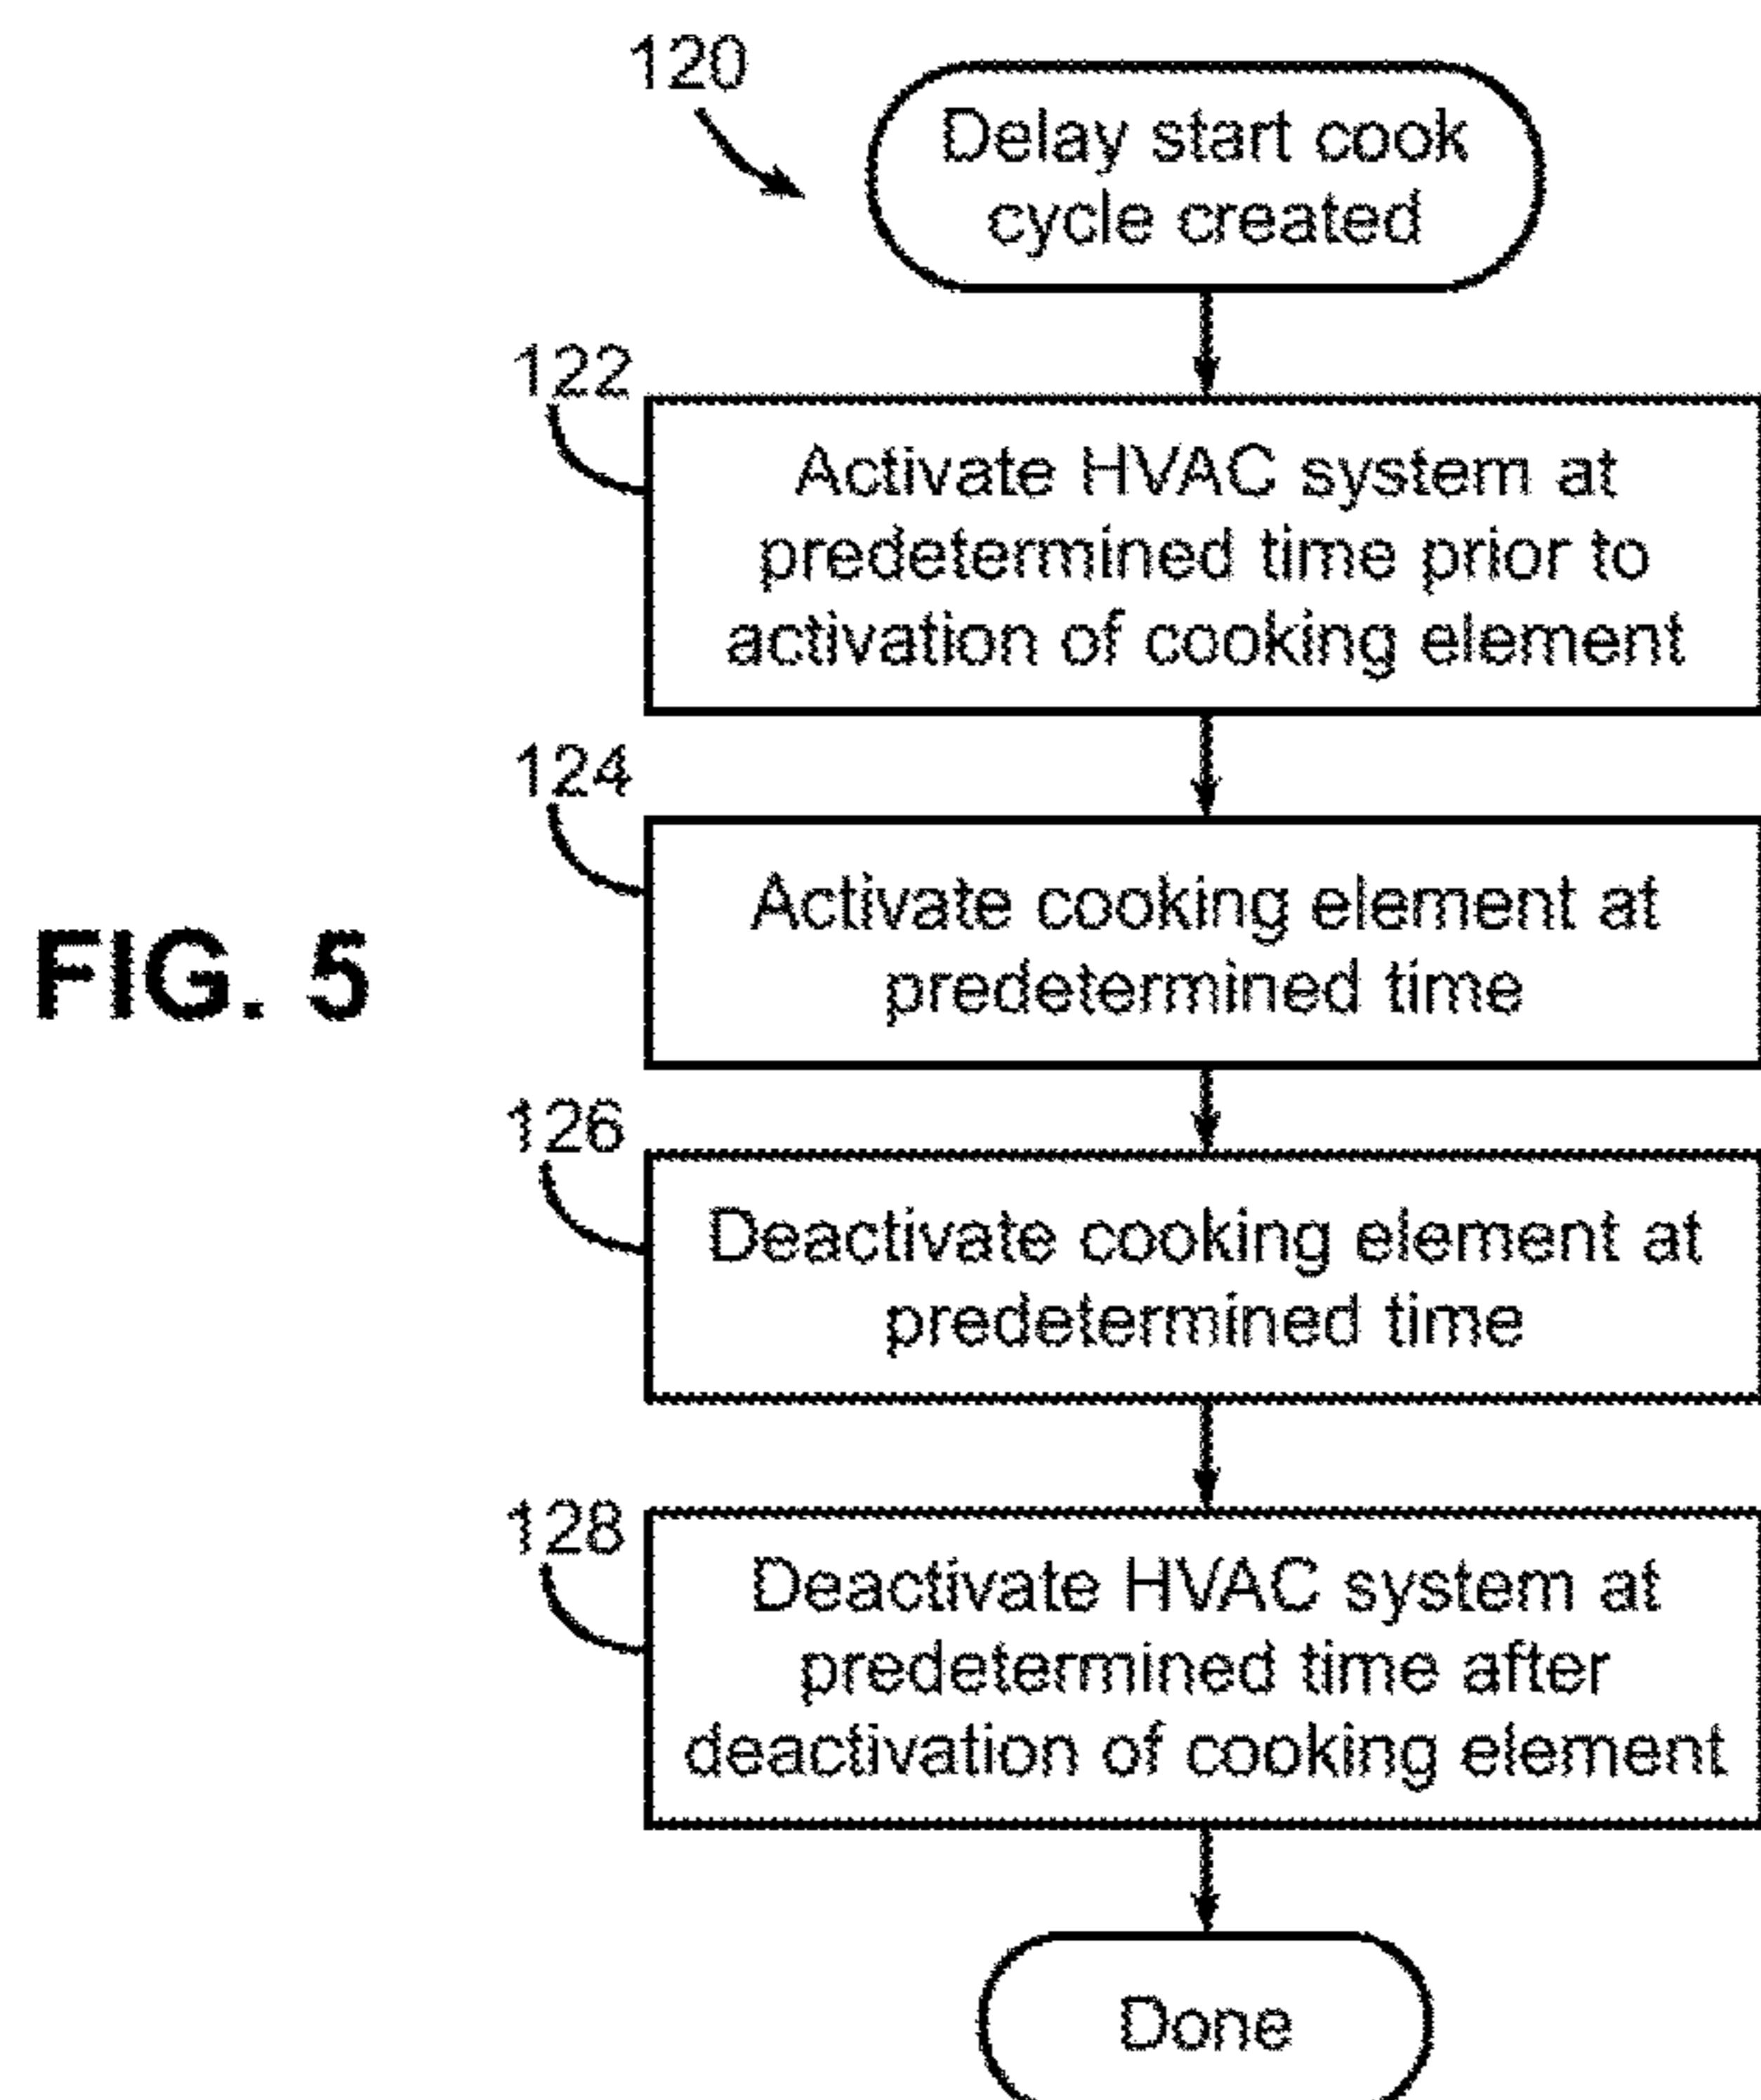 120
Delay start cook
cycle created
122
Activate HVAC system at
predetermined time prior to
activation of cooking element
124
Activate cooking element at
predetermined time
FIG. 5
126
Deactivate cooking element at
predetermined time
128
Deactivate HVAC system at
predetermined time after
deactivation of cooking element
Done